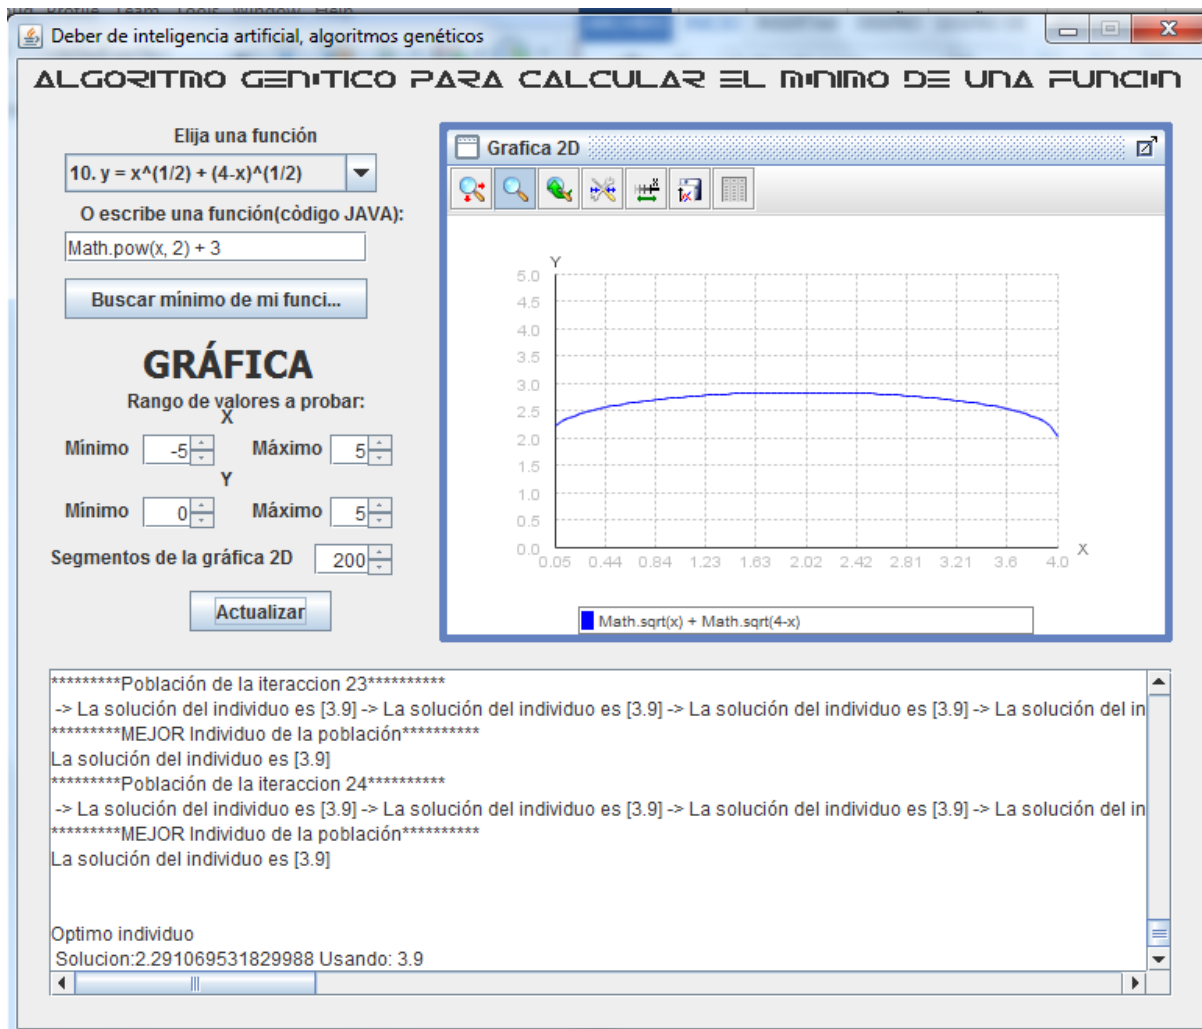 Deber de inteligencia artificial, algoritmos genéticos
ALGORITMO GENTICO PARA CALCULAR EL MNIMO DE UNA FUNCIN
Elija una función
10. y = x^(1/2) + (4-x)^(1/2)
O escribe una función(còdigo JAVA):
Math.pow(x, 2) + 3
Buscar mínimo de mi funci...
GRÁFICA
Rango de valores a probar:
X
Mínimo -5 Máximo 5
Y
Mínimo 0 Máximo 5
Segmentos de la gráfica 2D 200
Actualizar
Grafica 2D
Y
5.0
4.5
4.0
3.5
3.0
2.5
2.0
1.5
1.0
0.5
0.0
0.05 0.44 0.84 1.23 1.63 2.02 2.42 2.81 3.21 3.6 4.0
X
Math.sqrt(x) + Math.sqrt(4-x)
*********Población de la iteraccion 23**********
-> La solución del individuo es [3.9] -> La solución del individuo es [3.9] -> La solución del individuo es [3.9] -> La solución del in
*********MEJOR Individuo de la población**********
La solución del individuo es [3.9]
*********Población de la iteraccion 24**********
-> La solución del individuo es [3.9] -> La solución del individuo es [3.9] -> La solución del individuo es [3.9] -> La solución del in
*********MEJOR Individuo de la población**********
La solución del individuo es [3.9]
Optimo individuo
Solucion:2.291069531829988 Usando: 3.9